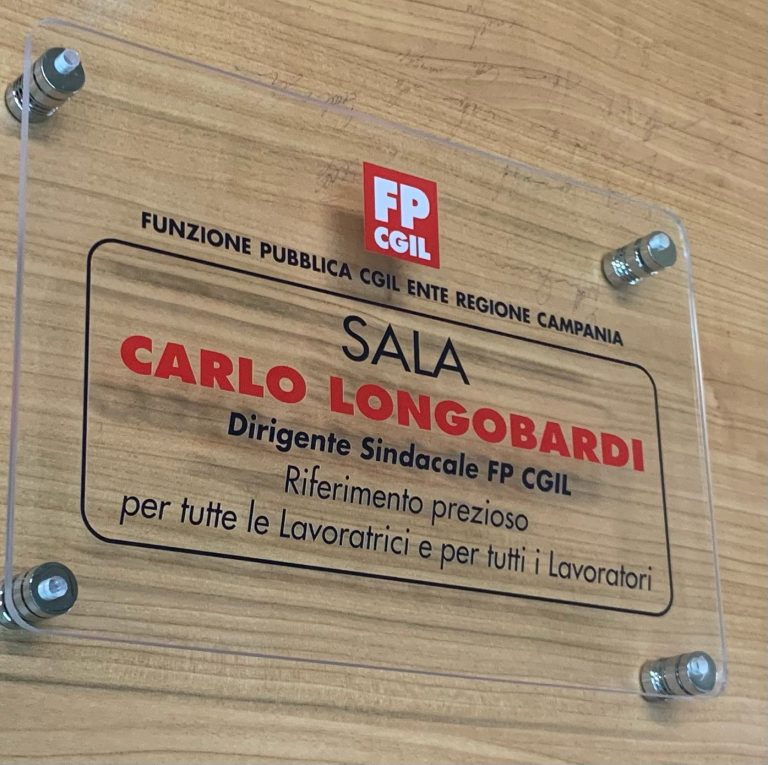 FP
CGIL
FUNZIONE PUBBLICA CGIL ENTE REGIONE CAMPANIA
SALA
CARLO LONGOBARDI
Dirigente Sindacale FP CGIL
Riferimento prezioso
per tutte le Lavoratrici e per tutti i Lavoratori